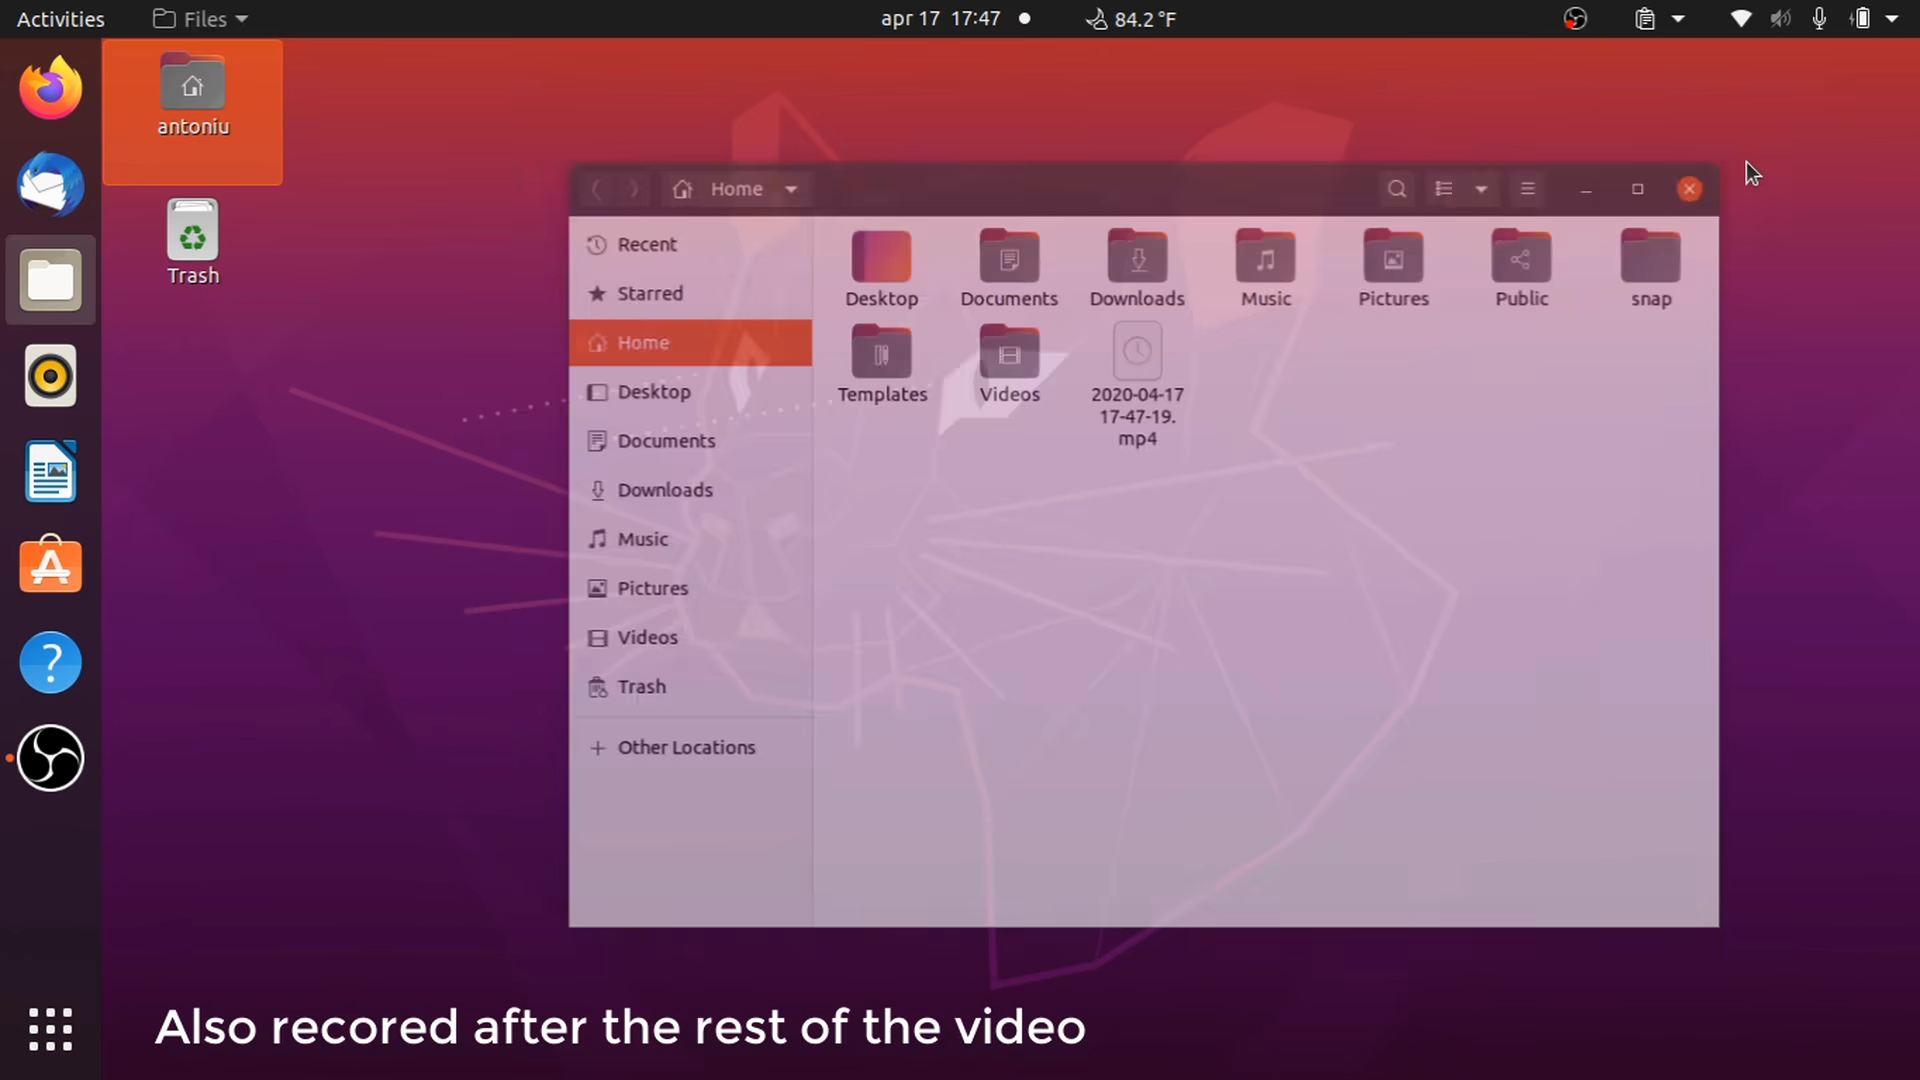 Activities
Files
apr 17 17:47
84.2 °F
antoniu
Trash
Home
Recent
Starred
Home
Desktop
Documents
Downloads
Music
Pictures
Videos
Trash
Other Locations
Desktop
Documents
Downloads
Music
Pictures
Public
snap
Templates
Videos
2020-04-17
17-47-19.
mp4
Also recored after the rest of the video